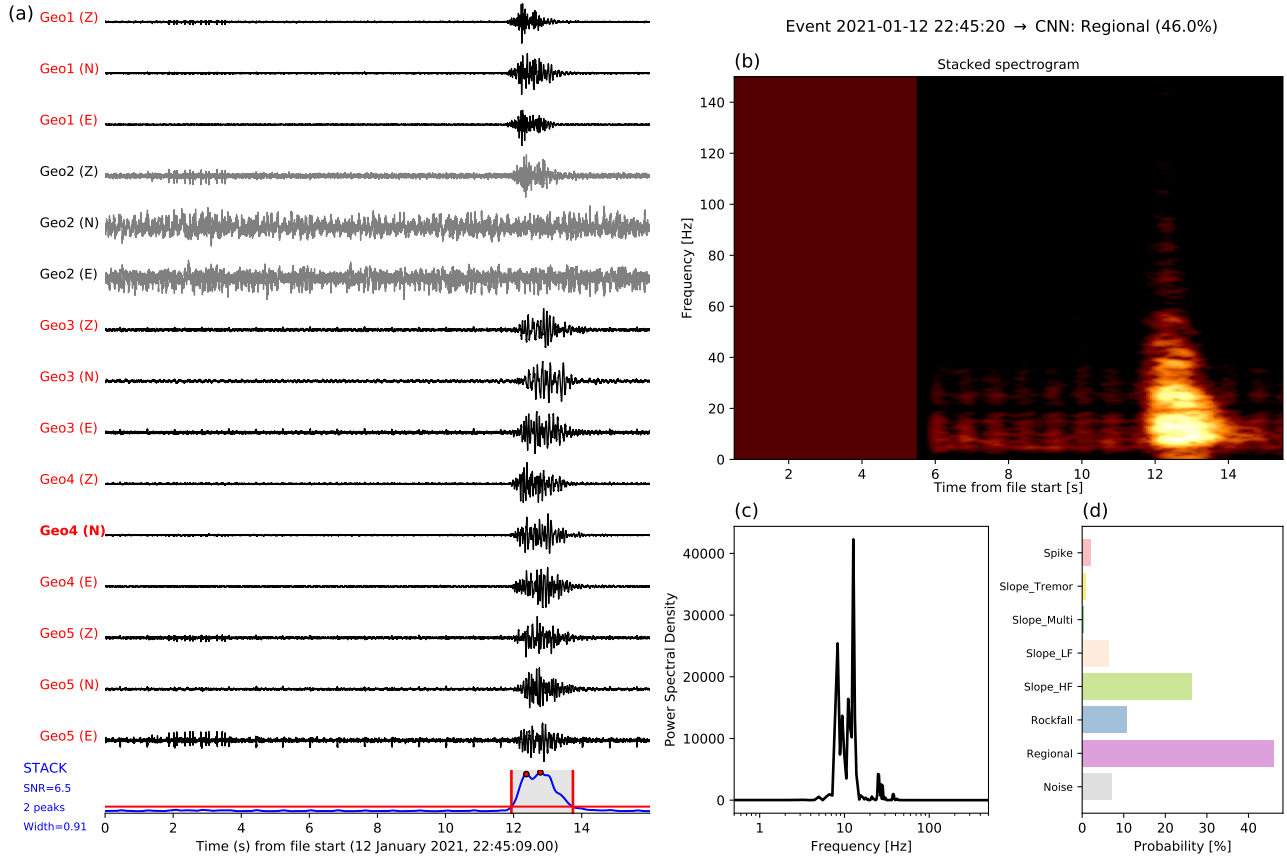 (a)
Geo1 (Z)
Geo1 (N)
Geo1 (E)
Geo2 (Z)
Geo2 (N)
Geo2 (E)
Geo3 (Z)
Geo3 (N)
Geo3 (E)
Geo4 (Z)
Geo4 (N)
Geo4 (E)
Geo5 (Z)
Geo5 (N)
Geo5 (E)
STACK
SNR=6.5
2 peaks
Width=0.91
0 2 4 6 8 10 12 14
Time (s) from file start (12 January 2021, 22:45:09.00)
Event 2021-01-12 22:45:20 → CNN: Regional (46.0%)
(b)
Stacked spectrogram
Frequency [Hz]
140
120
100
80
60
40
20
0
2 4 6 8 10 12 14
Time from file start [s]
(c)
Power Spectral Density
40000
30000
20000
10000
0
1 10 100
Frequency [Hz]
(d)
Spike
Slope_Tremor
Slope_Multi
Slope_LF
Slope_HF
Rockfall
Regional
Noise
0 10 20 30 40
Probability [%]